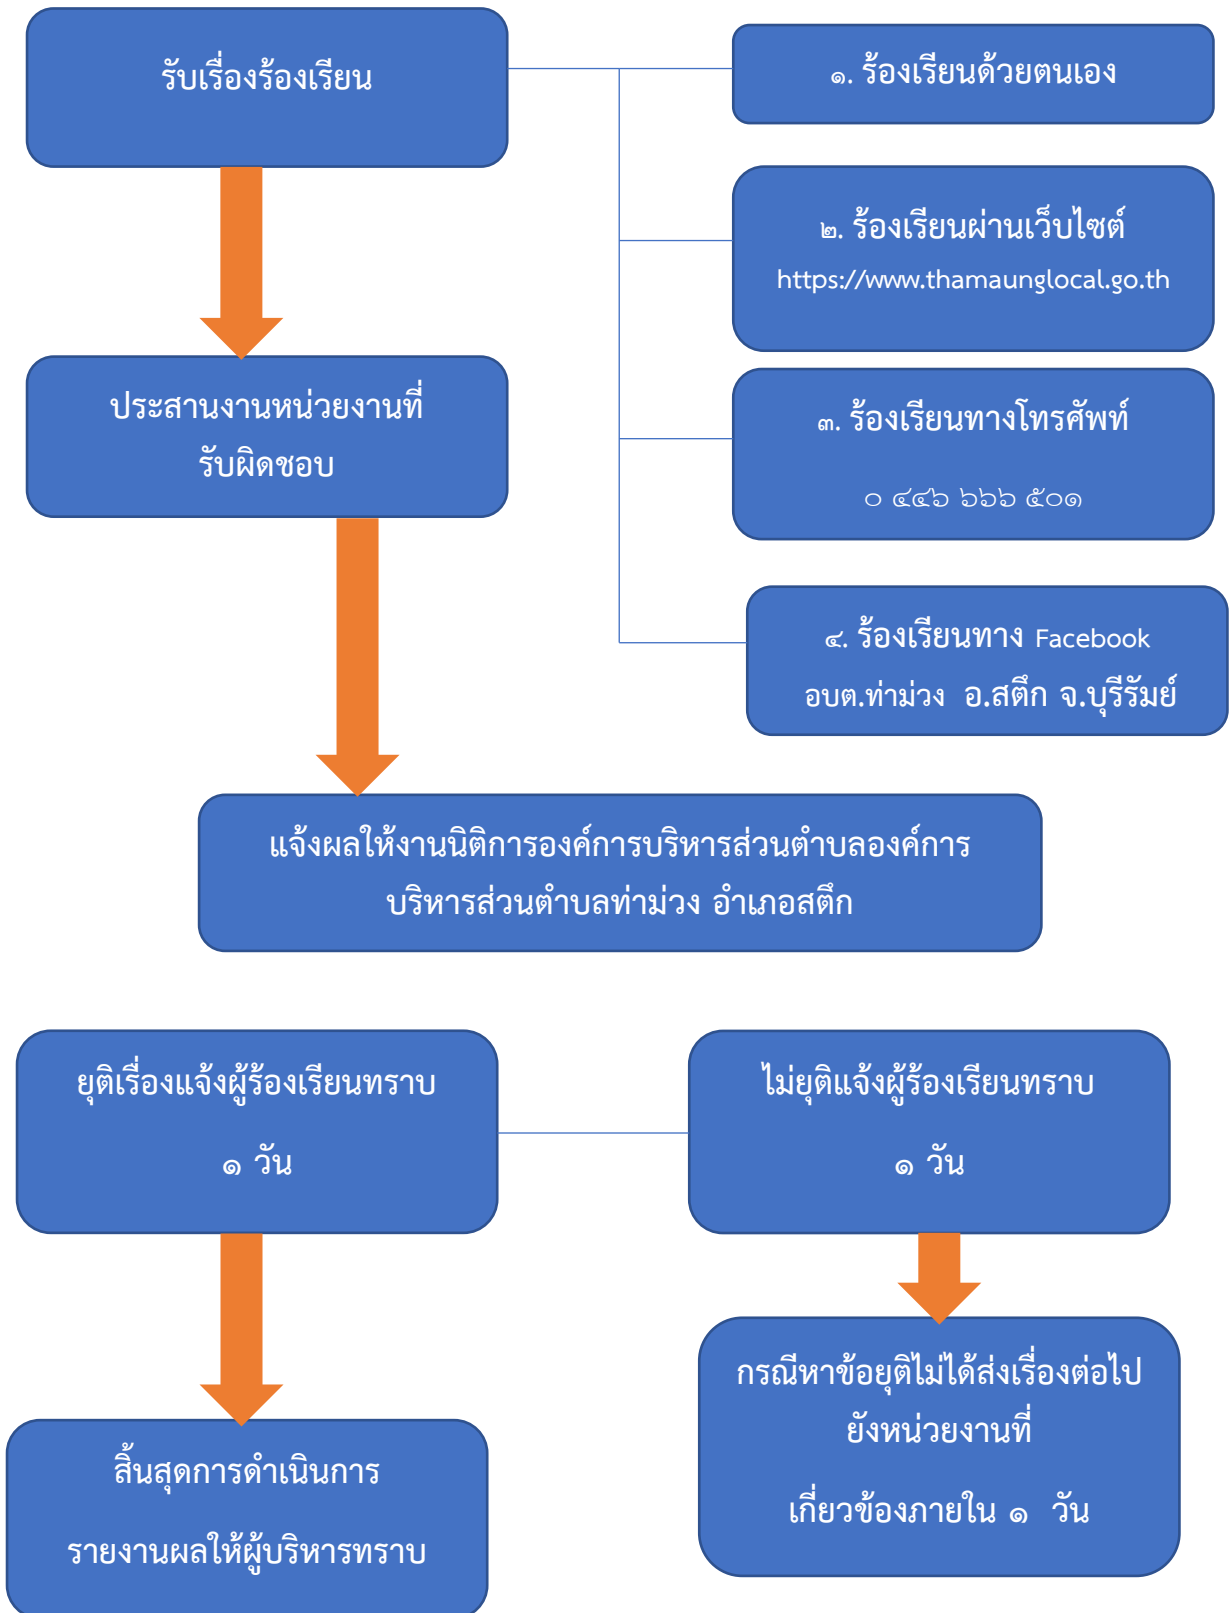 รับเรื่องร้องเรียน
๑. ร้องเรียนด้วยตนเอง
๒. ร้องเรียนผ่านเว็บไซต์
https://www.thamaunglocal.go.th
๓. ร้องเรียนทางโทรศัพท์
๐ ๔๔๖ ๖๖๖ ๕๐๑
๔. ร้องเรียนทาง Facebook
อบต.ท่าม่วง อ.สตึก จ.บุรีรัมย์
ประสานงานหน่วยงานที่
รับผิดชอบ
แจ้งผลให้งานนิติการองค์การบริหารส่วนตำบลองค์การ
บริหารส่วนตำบลท่าม่วง อำเภอสตึก
ยุติเรื่องแจ้งผู้ร้องเรียนทราบ
๑ วัน
ไม่ยุติแจ้งผู้ร้องเรียนทราบ
๑ วัน
สิ้นสุดการดำเนินการ
รายงานผลให้ผู้บริหารทราบ
กรณีหาข้อยุติไม่ได้ส่งเรื่องต่อไป
ยังหน่วยงานที่
เกี่ยวข้องภายใน ๑ วัน